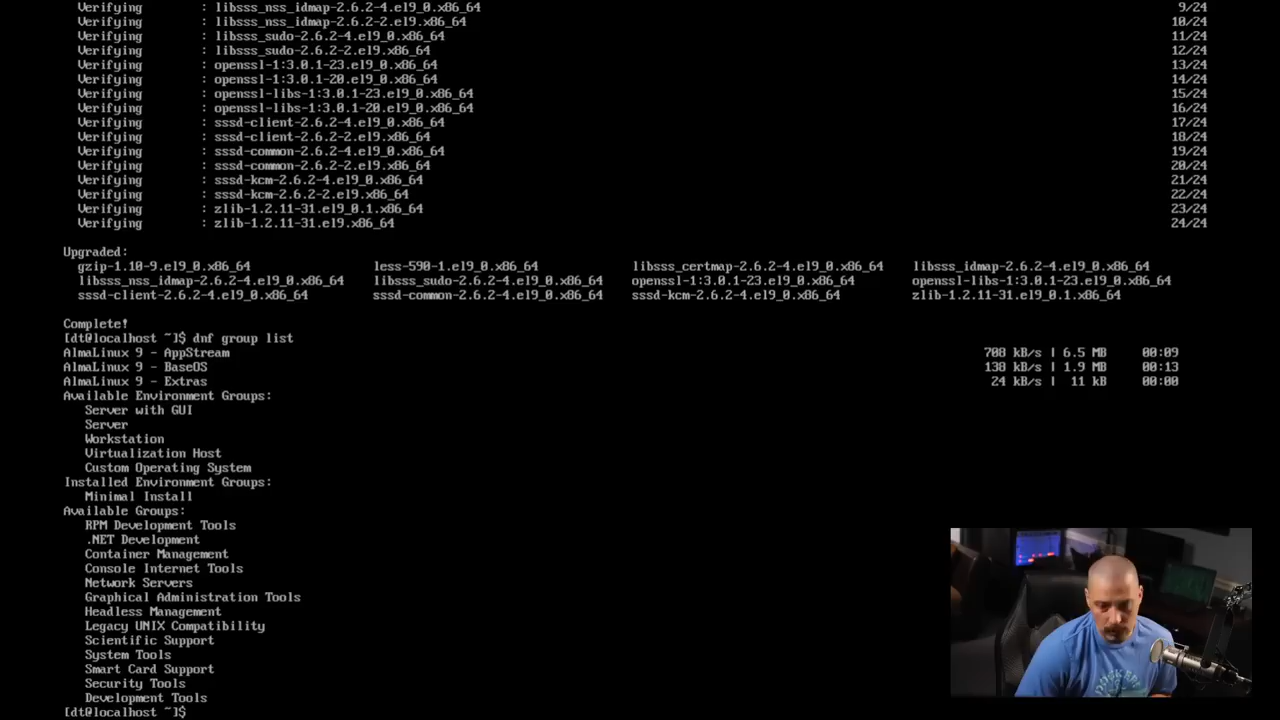 Verifying : libsss_nss_idmap-2.6.2-4.el9_0.x86_64 9/24
Verifying : libsss_nss_idmap-2.6.2-2.el9.x86_64 10/24
Verifying : libsss_sudo-2.6.2-4.el9_0.x86_64 11/24
Verifying : libsss_sudo-2.6.2-2.el9.x86_64 12/24
Verifying : openssl-1:3.0.1-23.el9_0.x86_64 13/24
Verifying : openssl-1:3.0.1-20.el9_0.x86_64 14/24
Verifying : openssl-libs-1:3.0.1-23.el9_0.x86_64 15/24
Verifying : openssl-libs-1:3.0.1-20.el9_0.x86_64 16/24
Verifying : sssd-client-2.6.2-4.el9_0.x86_64 17/24
Verifying : sssd-client-2.6.2-2.el9.x86_64 18/24
Verifying : sssd-common-2.6.2-4.el9_0.x86_64 19/24
Verifying : sssd-common-2.6.2-2.el9.x86_64 20/24
Verifying : sssd-kcm-2.6.2-4.el9_0.x86_64 21/24
Verifying : sssd-kcm-2.6.2-2.el9.x86_64 22/24
Verifying : zlib-1.2.11-31.el9_0.1.x86_64 23/24
Verifying : zlib-1.2.11-31.el9.x86_64 24/24
Upgraded:
gzip-1.10-9.el9_0.x86_64 less-590-1.el9_0.x86_64 libsss_certmap-2.6.2-4.el9_0.x86_64 libsss_idmap-2.6.2-4.el9_0.x86_64
libsss_nss_idmap-2.6.2-4.el9_0.x86_64 libsss_sudo-2.6.2-4.el9_0.x86_64 openssl-1:3.0.1-23.el9_0.x86_64 openssl-libs-1:3.0.1-23.el9_0.x86_64
sssd-client-2.6.2-4.el9_0.x86_64 sssd-common-2.6.2-4.el9_0.x86_64 sssd-kcm-2.6.2-4.el9_0.x86_64 zlib-1.2.11-31.el9_0.1.x86_64
Complete!
[dt@localhost ~]$ dnf group list
AlmaLinux 9 - AppStream 708 kB/s | 6.5 MB 00:09
AlmaLinux 9 - BaseOS 138 kB/s | 1.9 MB 00:13
AlmaLinux 9 - Extras 24 kB/s | 11 kB 00:00
Available Environment Groups:
Server with GUI
Server
Workstation
Virtualization Host
Custom Operating System
Installed Environment Groups:
Minimal Install
Available Groups:
RPM Development Tools
.NET Development
Container Management
Console Internet Tools
Network Servers
Graphical Administration Tools
Headless Management
Legacy UNIX Compatibility
Scientific Support
System Tools
Smart Card Support
Security Tools
Development Tools
[dt@localhost ~]$